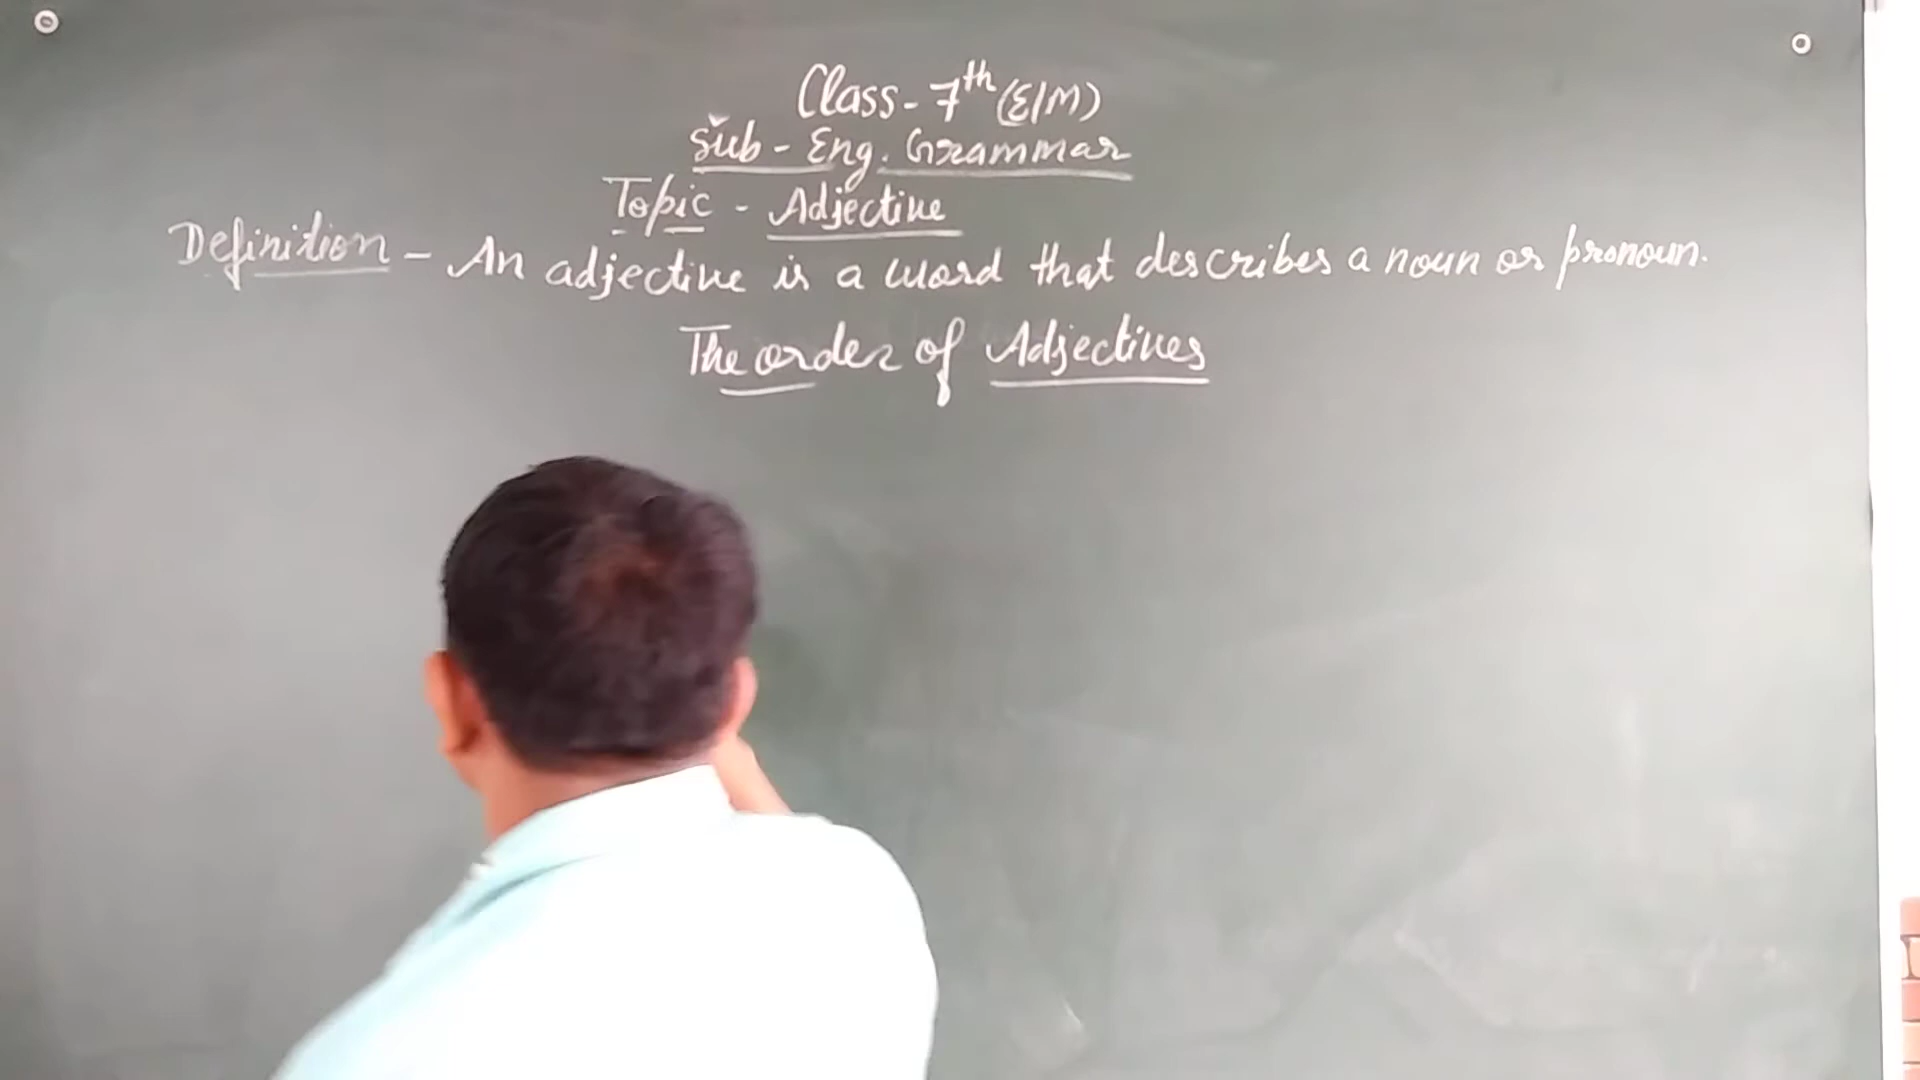 Class - 7th (E/M)
Sub - Eng. Grammar
Topic - Adjective
Definition - An adjective is a word that describes a noun or pronoun.
The order of Adjectives